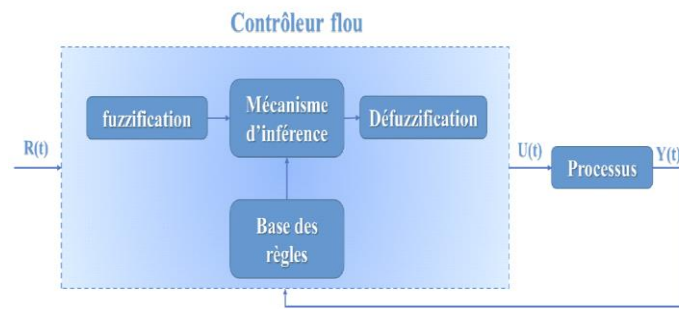 Contrôleur flou
fuzzification
Mécanisme
d'inférence
Défuzzification
R(t)
U(t)
Processus
Y(t)
Base des
règles